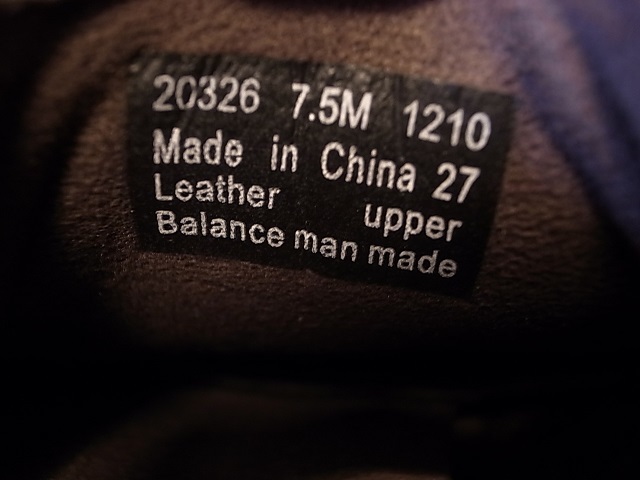 20326 7.5M 1210
Made in China 27
Leather upper
Balance man made